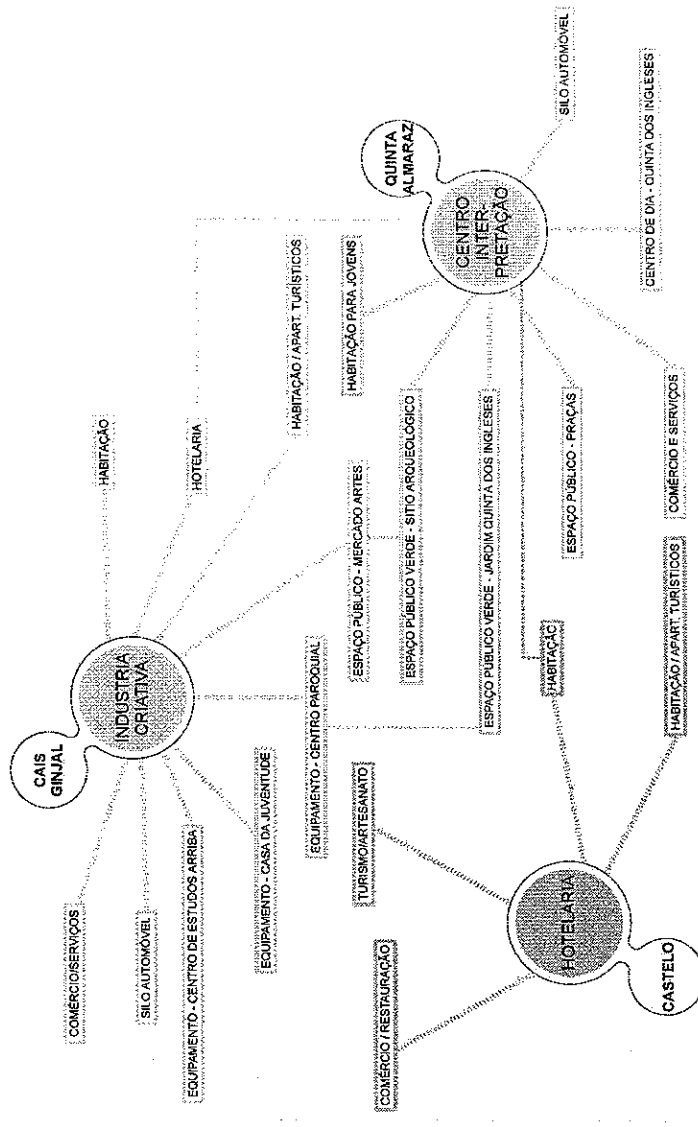 CAIS
GINJAL
INDUSTRIA
CRIATIVA
COMÉRCIO/SERVIÇOS
SILO AUTOMÓVEL
EQUIPAMENTO - CENTRO DE ESTUDOS ARRIBA
EQUIPAMENTO - CASA DA JUVENTUDE
EQUIPAMENTO - CENTRO PAROQUIAL
HABITAÇÃO
HOTELARIA
HABITAÇÃO / APART. TURÍSTICOS
ESPAÇO PÚBLICO - MERCADO ARTES
QUINTA
ALMARAZ
CENTRO
INTER-
PRETAÇÃO
HABITAÇÃO PARA JOVENS
ESPAÇO PÚBLICO VERDE - SITIO ARQUEOLÓGICO
ESPAÇO PÚBLICO VERDE - JARDIM QUINTA DOS INGLESES
ESPAÇO PÚBLICO - PRAÇAS
COMÉRCIO E SERVIÇOS
SILO AUTOMÓVEL
CENTRO DE DIA - QUINTA DOS INGLESES
CASTELO
HOTELARIA
COMÉRCIO / RESTAURAÇÃO
TURISMO/ARTESANATO
HABITAÇÃO
HABITAÇÃO / APART. TURÍSTICOS